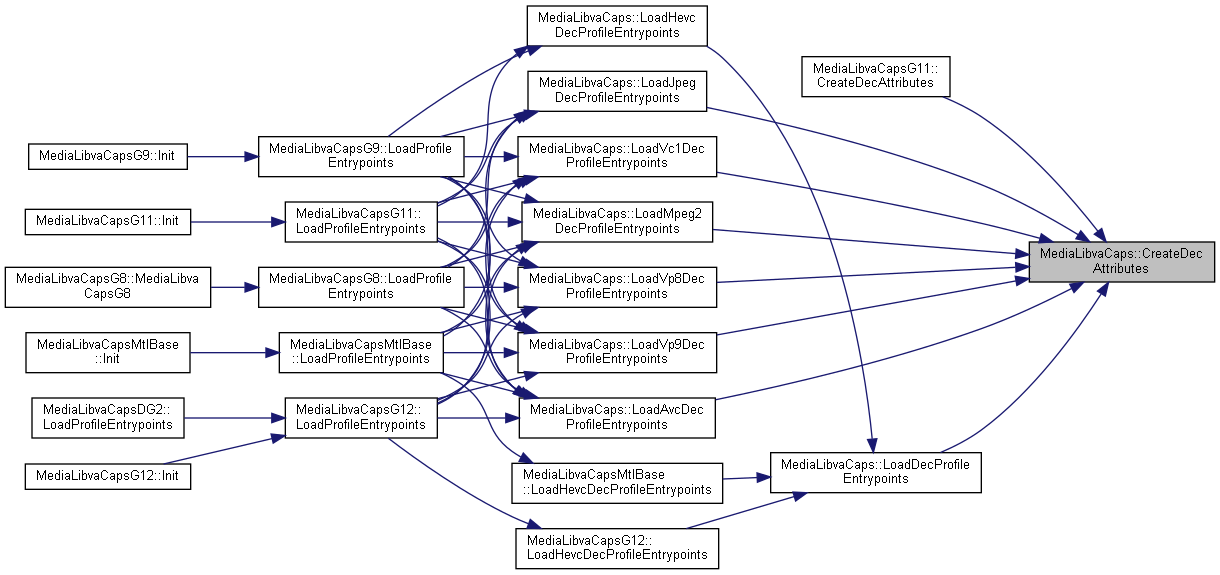 MediaLibvaCaps::LoadHevc
DecProfileEntrypoints
MediaLibvaCapsG11::
CreateDecAttributes
MediaLibvaCaps::LoadJpeg
DecProfileEntrypoints
MediaLibvaCapsG9::Init
MediaLibvaCapsG9::LoadProfile
Entrypoints
MediaLibvaCaps::LoadVc1Dec
ProfileEntrypoints
MediaLibvaCapsG11::Init
MediaLibvaCapsG11::
LoadProfileEntrypoints
MediaLibvaCaps::LoadMpeg2
DecProfileEntrypoints
MediaLibvaCaps::CreateDec
Attributes
MediaLibvaCapsG8::MediaLibva
CapsG8
MediaLibvaCapsG8::LoadProfile
Entrypoints
MediaLibvaCaps::LoadVp8Dec
ProfileEntrypoints
MediaLibvaCapsMtlBase
::Init
MediaLibvaCapsMtlBase
::LoadProfileEntrypoints
MediaLibvaCaps::LoadVp9Dec
ProfileEntrypoints
MediaLibvaCapsDG2::
LoadProfileEntrypoints
MediaLibvaCapsG12::
LoadProfileEntrypoints
MediaLibvaCaps::LoadAvcDec
ProfileEntrypoints
MediaLibvaCapsG12::Init
MediaLibvaCapsMtlBase
::LoadHevcDecProfileEntrypoints
MediaLibvaCaps::LoadDecProfile
Entrypoints
MediaLibvaCapsG12::
LoadHevcDecProfileEntrypoints